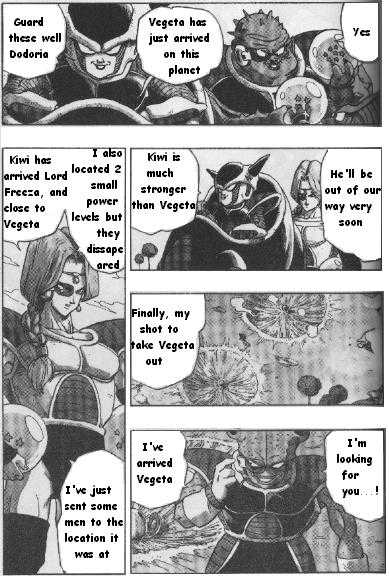 Guard
these well
Dodoria
Vegeta has
just arrived
on this
planet
Yes
Kiwi has
arrived Lord
Freeza, and
close to
Vegeta
I also
located 2
small
power
levels but
they
dissape
ared
I've just
sent some
men to the
location it
was at
Kiwi is
much
stronger
than Vegeta
He'll be
out of our
way very
soon
Finally, my
shot to
take Vegeta
out
I've
arrived
Vegeta
I'm
looking
for
you...!